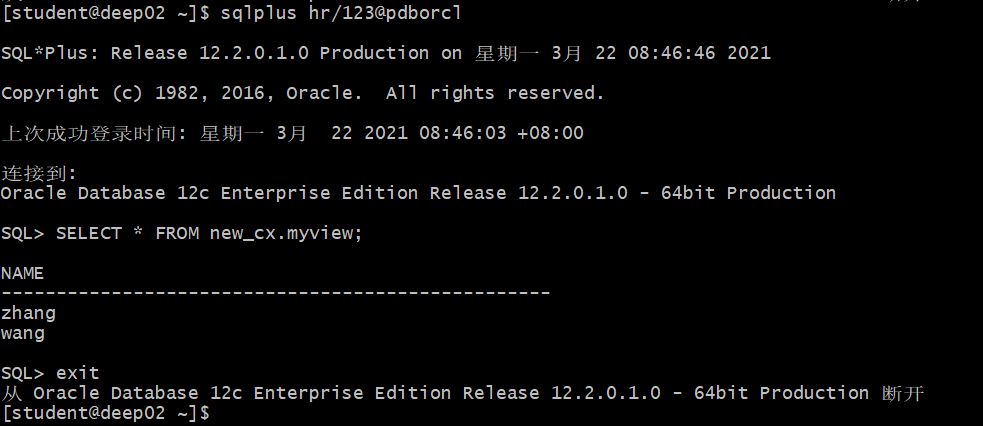 [student@deep02 ~]$ sqlplus hr/123@pdborcl
SQL*Plus: Release 12.2.0.1.0 Production on 星期一 3月 22 08:46:46 2021
Copyright (c) 1982, 2016, Oracle.  All rights reserved.
上次成功登录时间: 星期一 3月  22 2021 08:46:03 +08:00
连接到:
Oracle Database 12c Enterprise Edition Release 12.2.0.1.0 - 64bit Production
SQL> SELECT * FROM new_cx.myview;
NAME
--------------------------------------------------
zhang
wang
SQL> exit
从 Oracle Database 12c Enterprise Edition Release 12.2.0.1.0 - 64bit Production 断开
[student@deep02 ~]$